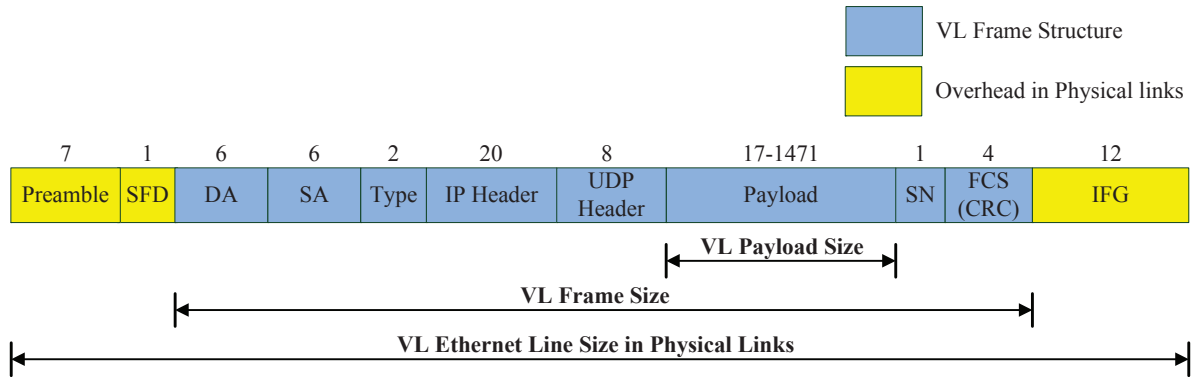 VL Frame Structure
Overhead in Physical links
7 1 6 6 2 20 8 17-1471 1 4 12
Preamble SFD DA SA Type IP Header UDP Header Payload SN FCS (CRC) IFG
VL Payload Size
VL Frame Size
VL Ethernet Line Size in Physical Links